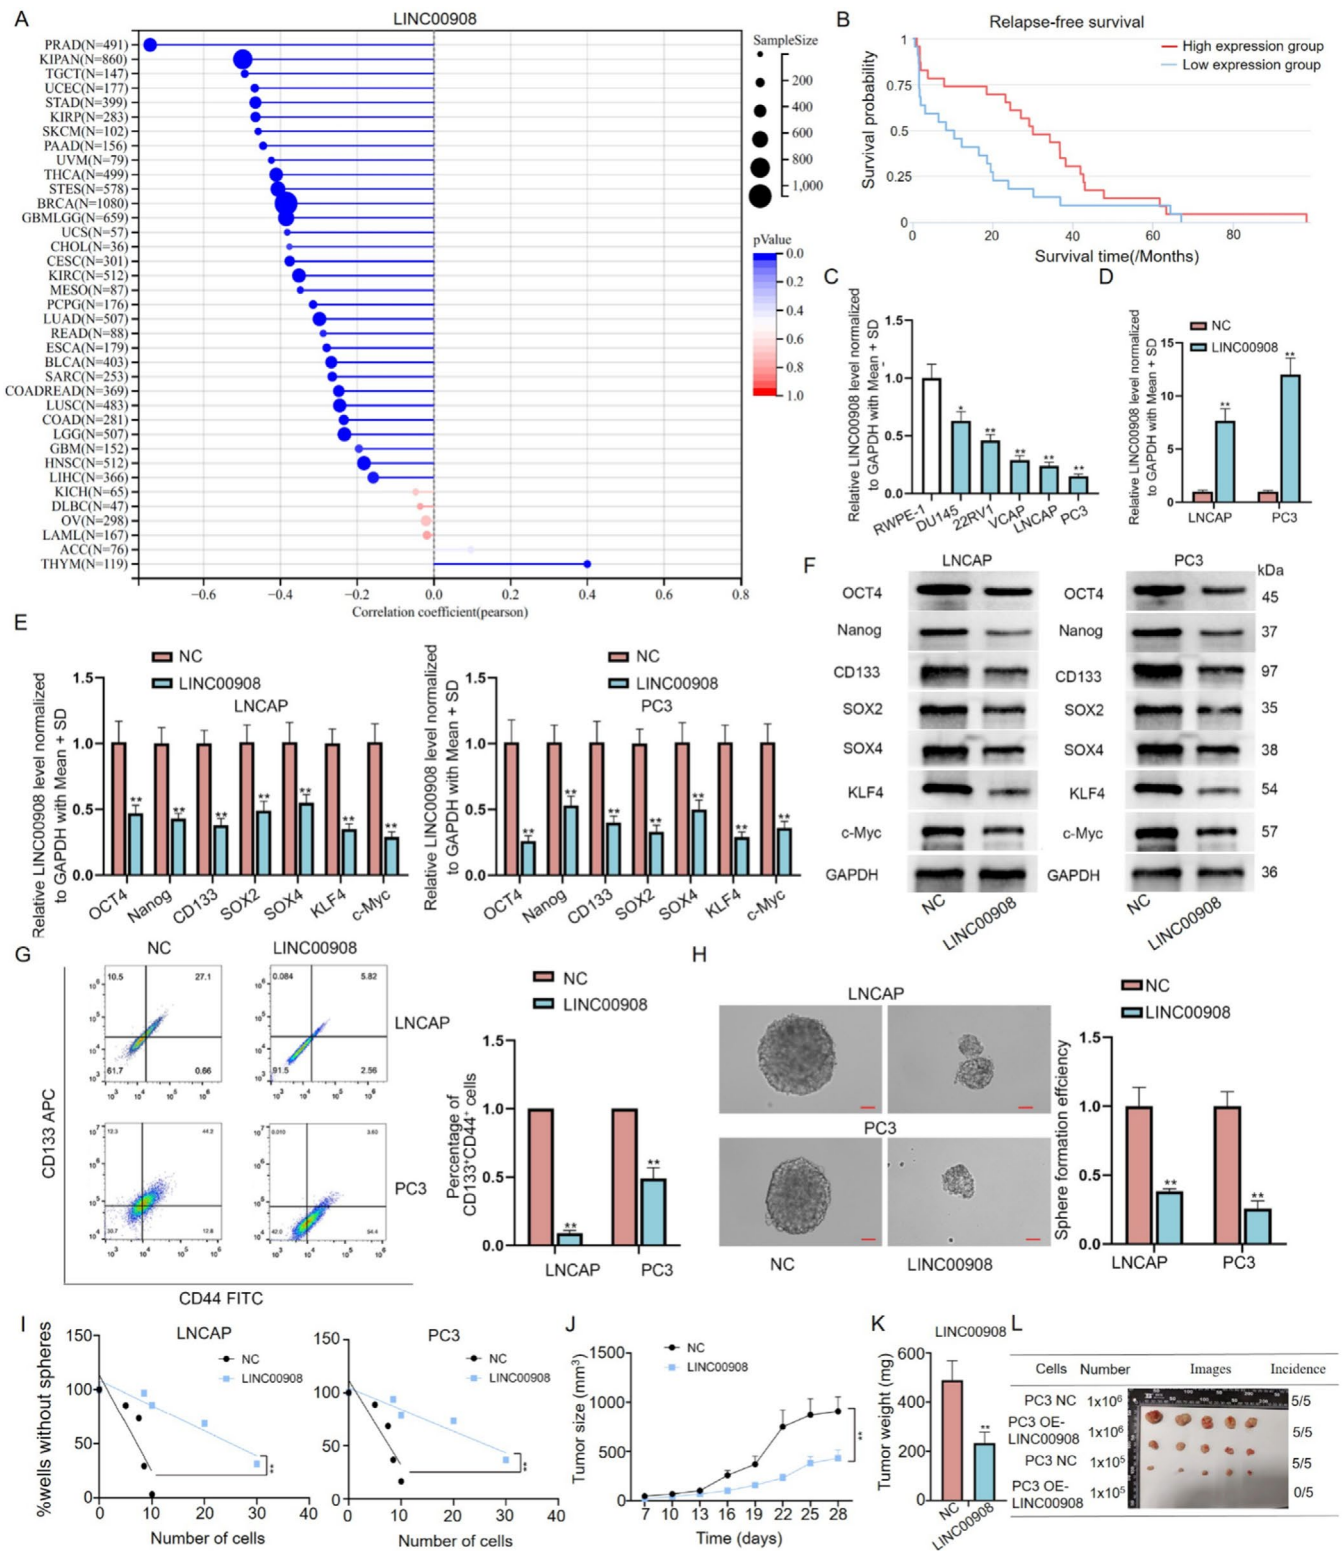 A
LINC00908
PRAD(N=491)
KIPAN(N=860)
TGCT(N=147)
UCEC(N=177)
STAD(N=399)
KIRP(N=283)
SKCM(N=102)
PAAD(N=156)
UVM(N=79)
THCA(N=499)
STES(N=578)
BRCA(N=1080)
GBMLGG(N=659)
UCS(N=57)
CHOL(N=36)
CESC(N=301)
KIRC(N=512)
MESO(N=87)
PCPG(N=176)
LUAD(N=507)
READ(N=88)
ESCA(N=179)
BLCA(N=403)
SARC(N=253)
COADREAD(N=369)
LUSC(N=483)
COAD(N=281)
LGG(N=507)
GBM(N=152)
HNSC(N=512)
LIHC(N=366)
KICH(N=65)
DLBC(N=47)
OV(N=298)
LAML(N=167)
ACC(N=76)
THYM(N=119)
−0.6 −0.4 −0.2 0.0 0.2 0.4 0.6 0.8
Correlation coefficient(pearson)
SampleSize
200
400
600
800
1,000
pValue
0.0
0.2
0.4
0.6
0.8
1.0
B
Relapse-free survival
High expression group
Low expression group
Survival probability
1
0.75
0.5
0.25
0
0 20 40 60 80
Survival time(/Months)
C
Relative LINC00908 level normalized
to GAPDH with Mean + SD
1.5
1.0
0.5
0.0
* ** ** ** **
RWPE-1 DU145 22RV1 VCAP LNCAP PC3
D
Relative LINC00908 level normalized
to GAPDH with Mean + SD
NC
LINC00908
15
10
5
0
** **
LNCAP PC3
E
Relative LINC00908 level normalized
to GAPDH with Mean + SD
NC
LINC00908
LNCAP
1.5
1.0
0.5
0.0
** ** ** ** ** ** **
OCT4 Nanog CD133 SOX2 SOX4 KLF4 c-Myc
Relative LINC00908 level normalized
to GAPDH with Mean + SD
NC
LINC00908
PC3
1.5
1.0
0.5
0.0
** ** ** ** ** ** **
OCT4 Nanog CD133 SOX2 SOX4 KLF4 c-Myc
F
LNCAP PC3 kDa
OCT4 OCT4 45
Nanog Nanog 37
CD133 CD133 97
SOX2 SOX2 35
SOX4 SOX4 38
KLF4 KLF4 54
c-Myc c-Myc 57
GAPDH GAPDH 36
NC LINC00908 NC LINC00908
G
NC LINC00908
10.5 27.1
61.7 0.66
0.084 5.82
91.5 2.56
LNCAP
PC3
CD133 APC
CD44 FITC
NC
LINC00908
Percentage of
CD133⁺CD44⁺ cells
1.5
1.0
0.5
0.0
** **
LNCAP PC3
H
LNCAP
PC3
NC LINC00908
NC
LINC00908
Sphere formation effciency
1.5
1.0
0.5
0.0
** **
LNCAP PC3
I
LNCAP
NC
LINC00908
%wells without spheres
150
100
50
0
0 10 20 30 40
**
Number of cells
PC3
NC
LINC00908
150
100
50
0
0 10 20 30 40
**
Number of cells
J
NC
LINC00908
Tumor size (mm³)
1500
1000
500
0
7 10 13 16 19 22 25 28
**
Time (days)
K
LINC00908
Tumor weight (mg)
600
400
200
0
**
NC LINC00908
L
Cells Number Images Incidence
PC3 NC 1×10⁶ 5/5
PC3 OE-
LINC00908 1×10⁶ 5/5
PC3 NC 1×10⁵ 5/5
PC3 OE-
LINC00908 1×10⁵ 0/5